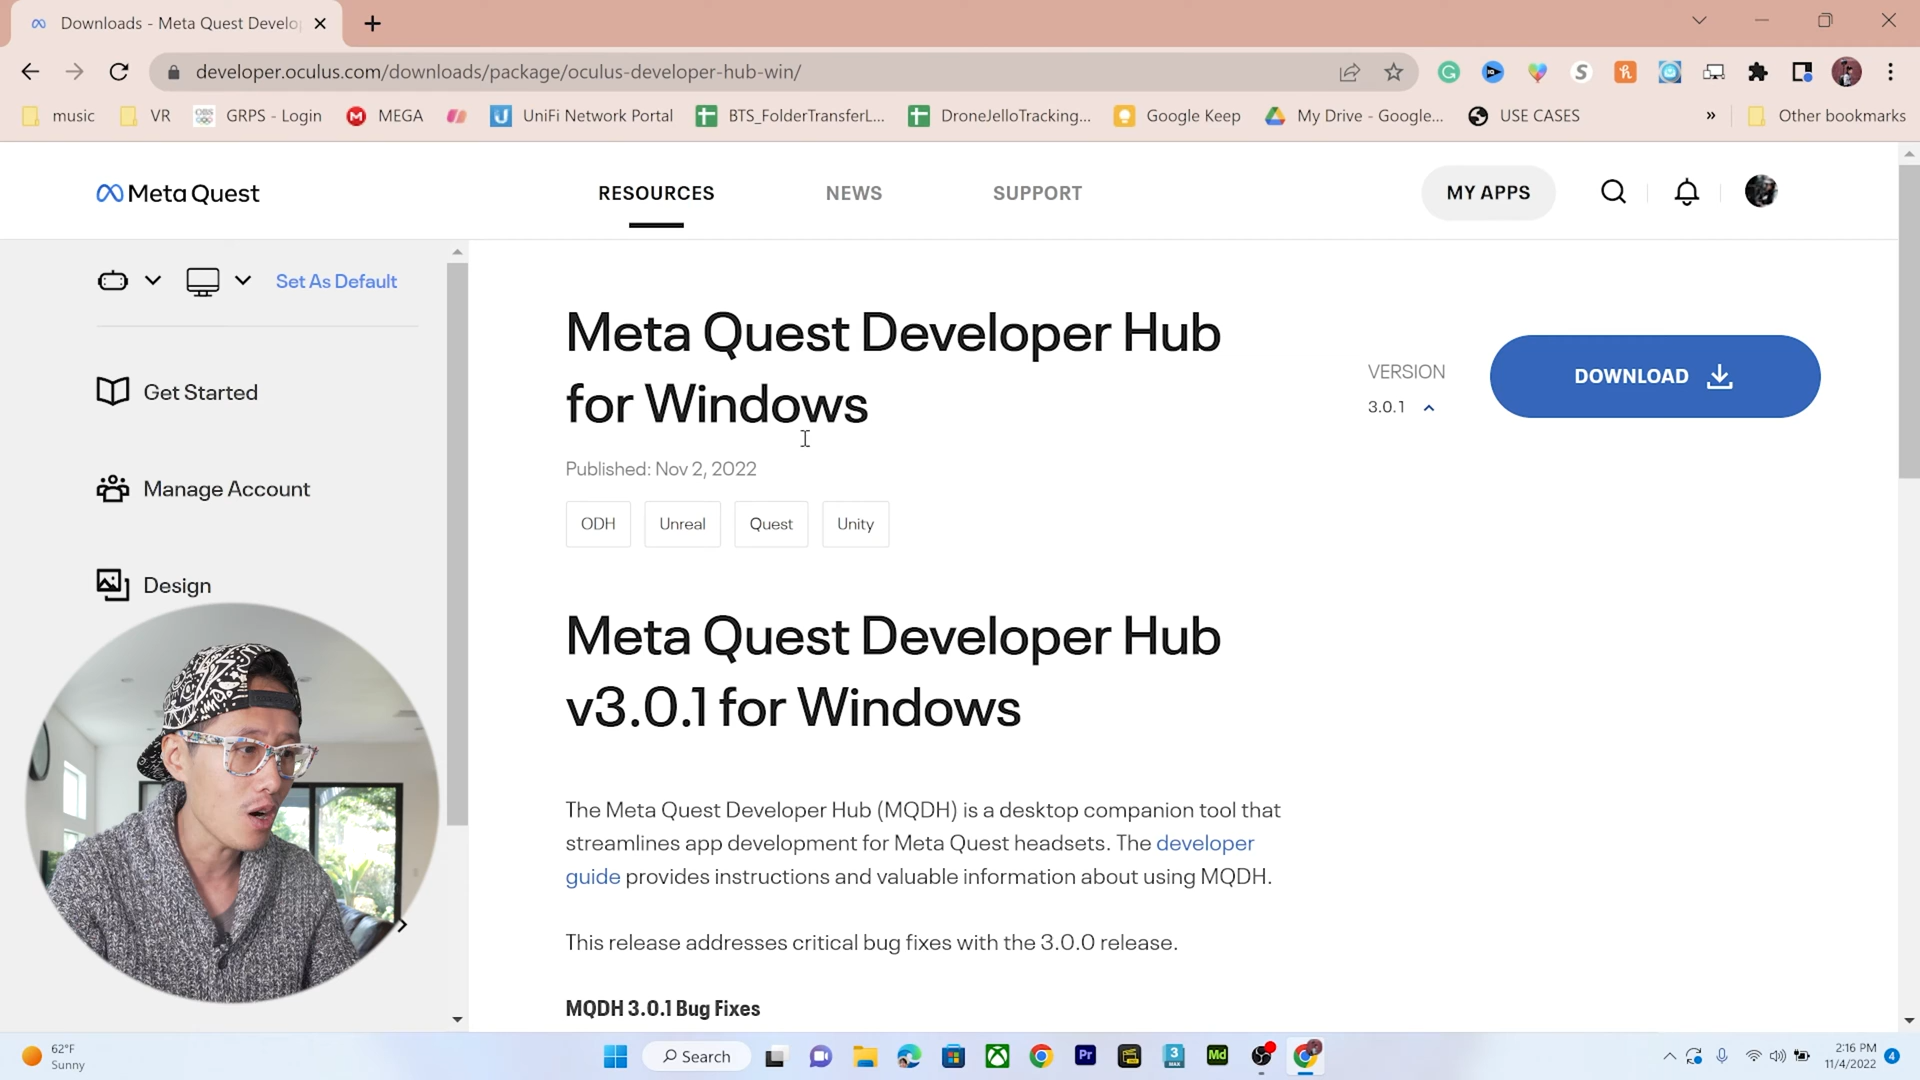 Downloads - Meta Quest Develo
developer.oculus.com/downloads/package/oculus-developer-hub-win/
music
VR
GRPS - Login
MEGA
UniFi Network Portal
BTS_FolderTransferL...
DroneJelloTracking...
Google Keep
My Drive - Google...
USE CASES
»
Other bookmarks
Meta Quest
RESOURCES
NEWS
SUPPORT
MY APPS
Set As Default
Get Started
Manage Account
Design
Meta Quest Developer Hub
for Windows
VERSION
3.0.1
DOWNLOAD
Published: Nov 2, 2022
ODH
Unreal
Quest
Unity
Meta Quest Developer Hub
v3.0.1 for Windows
The Meta Quest Developer Hub (MQDH) is a desktop companion tool that
streamlines app development for Meta Quest headsets. The developer
guide provides instructions and valuable information about using MQDH.
This release addresses critical bug fixes with the 3.0.0 release.
MQDH 3.0.1 Bug Fixes
62°F
Sunny
Search
Pr
3
Md
2:16 PM
11/4/2022
4